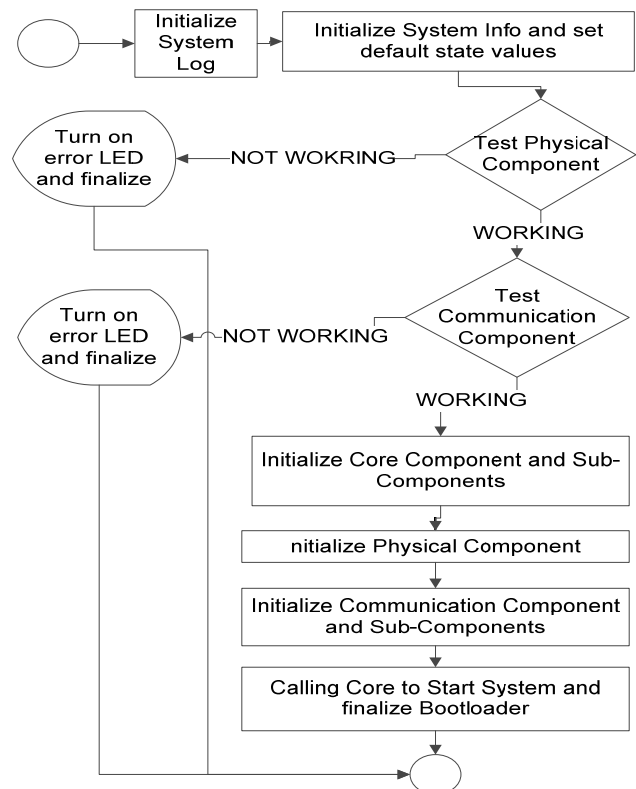 Initialize
System
Log
Initialize System Info and set
default state values
Test Physical
Component
NOT WOKRING
Turn on
error LED
and finalize
WORKING
Test
Communication
Component
NOT WORKING
Turn on
error LED
and finalize
WORKING
Initialize Core Component and Sub-
Components
nitialize Physical Component
Initialize Communication Component
and Sub-Components
Calling Core to Start System and
finalize Bootloader